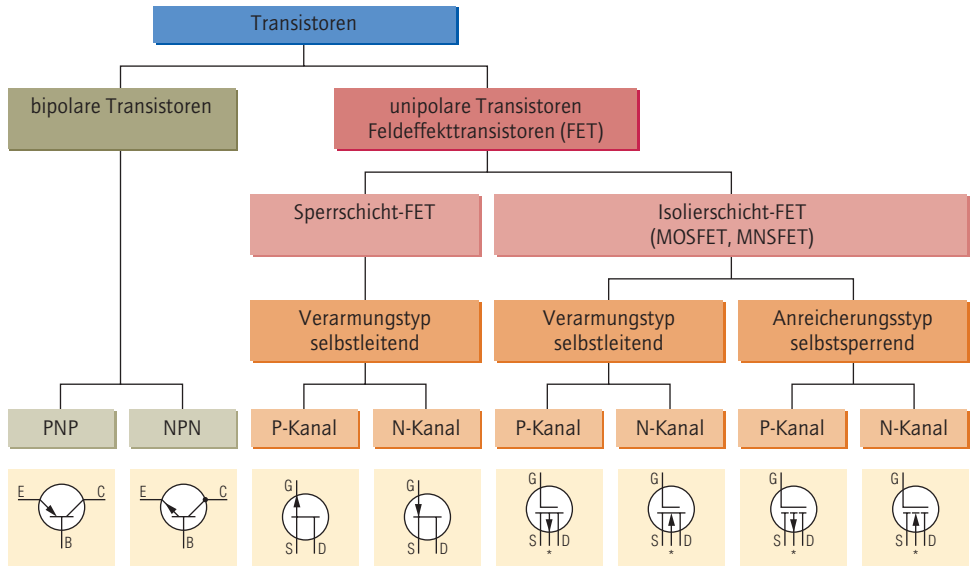 Transistoren
bipolare Transistoren
unipolare Transistoren
Feldeffekttransistoren (FET)
Sperrschicht-FET
Isolierschicht-FET
(MOSFET, MNSFET)
Verarmungstyp
selbstleitend
Verarmungstyp
selbstleitend
Anreicherungsstyp
selbstsperrend
PNP
NPN
P-Kanal
N-Kanal
P-Kanal
N-Kanal
P-Kanal
N-Kanal
E C
B
E C
B
G
S D
G
S D
G
S D
*
G
S D
*
G
S D
*
G
S D
*